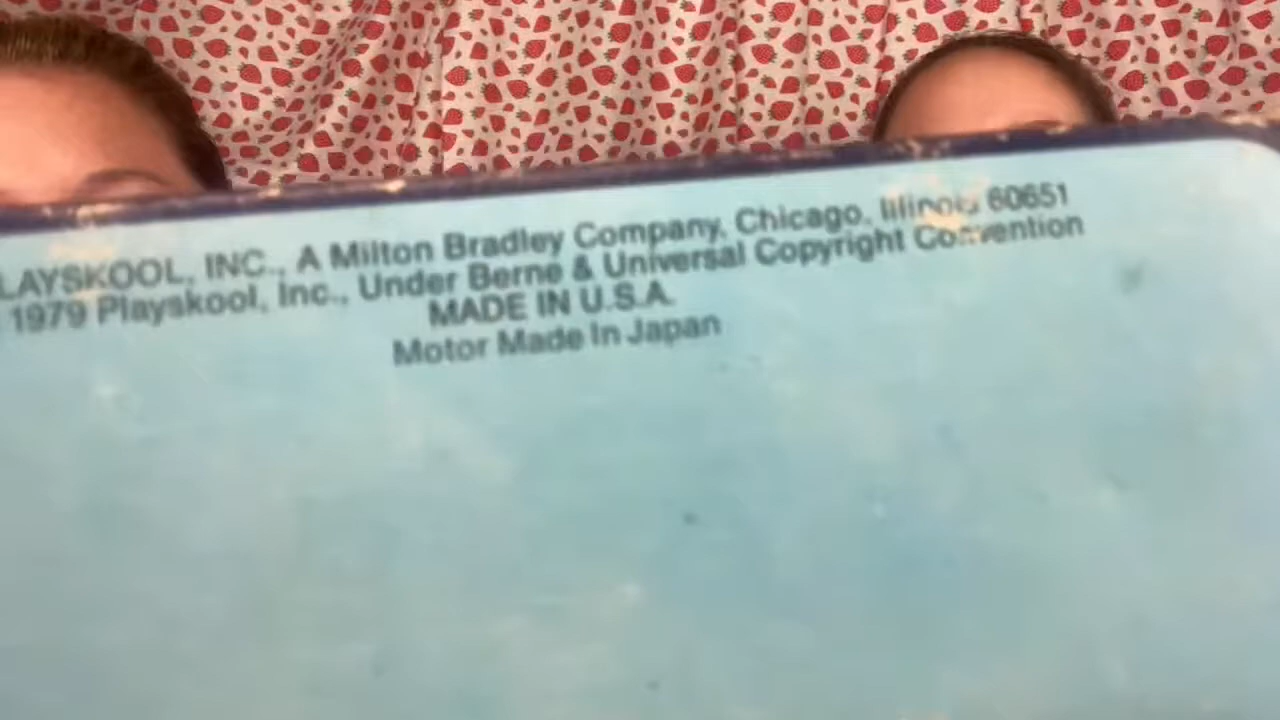 LAYSKOOL, INC., A Milton Bradley Company, Chicago, Illinois 60651
1979 Playskool, Inc., Under Berne & Universal Copyright Convention
MADE IN U.S.A.
Motor Made In Japan